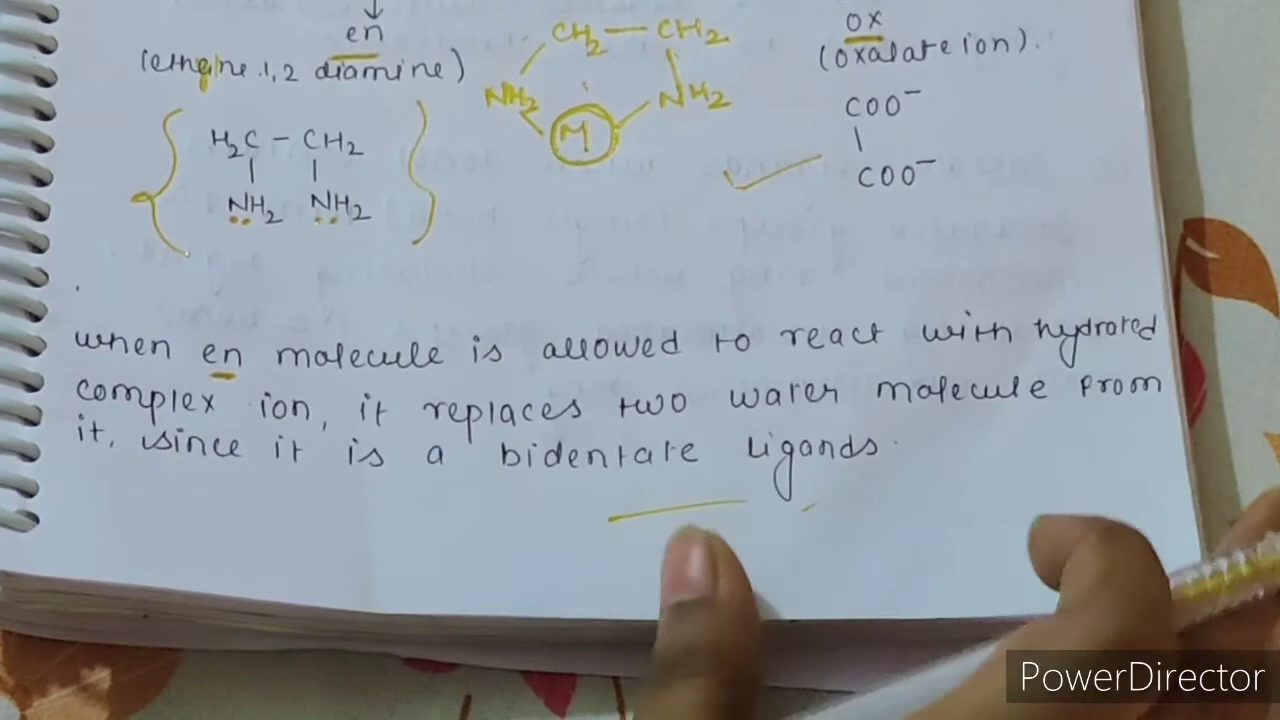 en
(ethane.1,2 diamine)
H₂C – CH₂
NH₂ NH₂
CH₂ — CH₂
NH₂ NH₂
M
ox
(oxalate ion).
COO⁻
COO⁻
when en molecule is allowed to react with hydrated
complex ion, it replaces two water molecule from
it, since it is a bidentate ligands.
PowerDirector